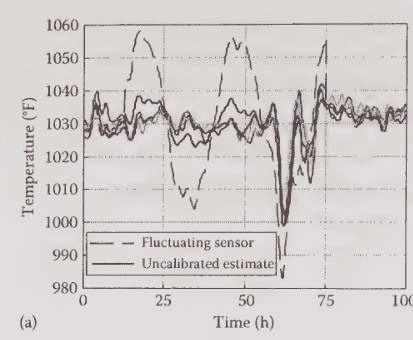 1060
1050
1040
1030
1020
1010
1000
990
980
Temperature (°F)
Fluctuating sensor
Uncalibrated estimate
0 25 50 75 100
(a) Time (h)